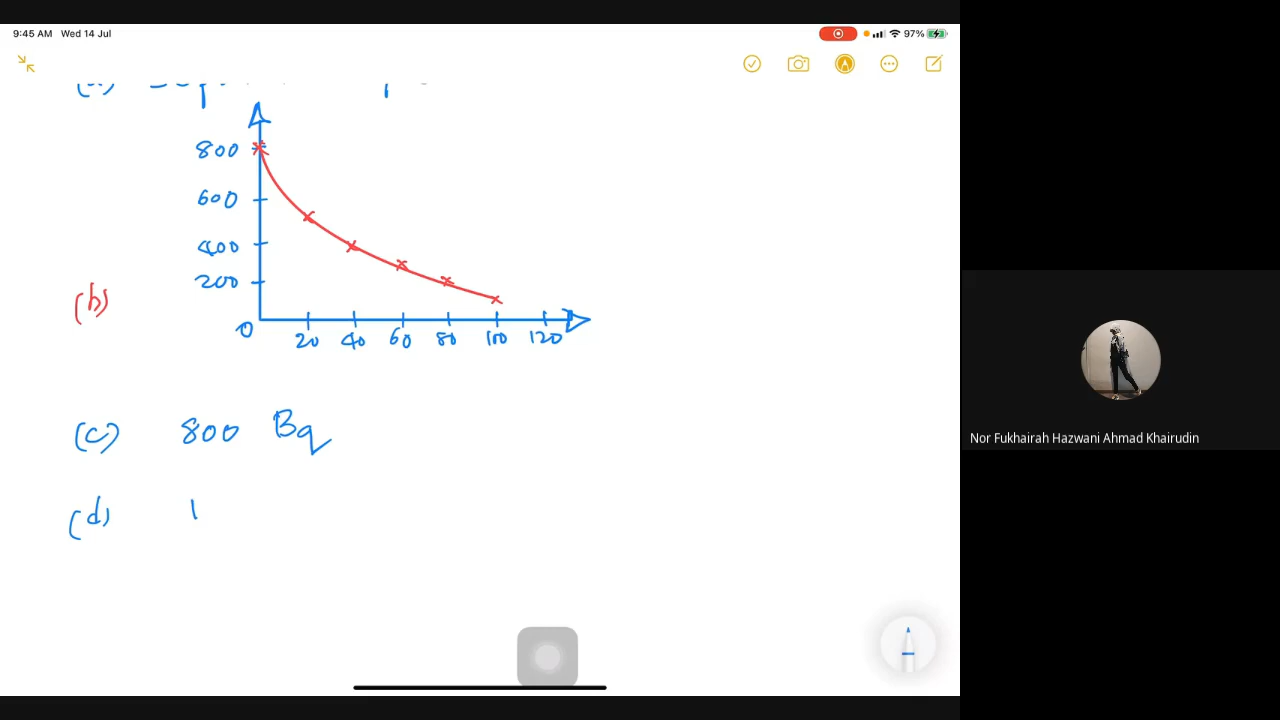 9:45 AM Wed 14 Jul
97%
800
600
400
200
(b)
0
20 40 60 80 100 120
(c) 800 Bq
(d) 1
Nor Fukhairah Hazwani Ahmad Khairudin